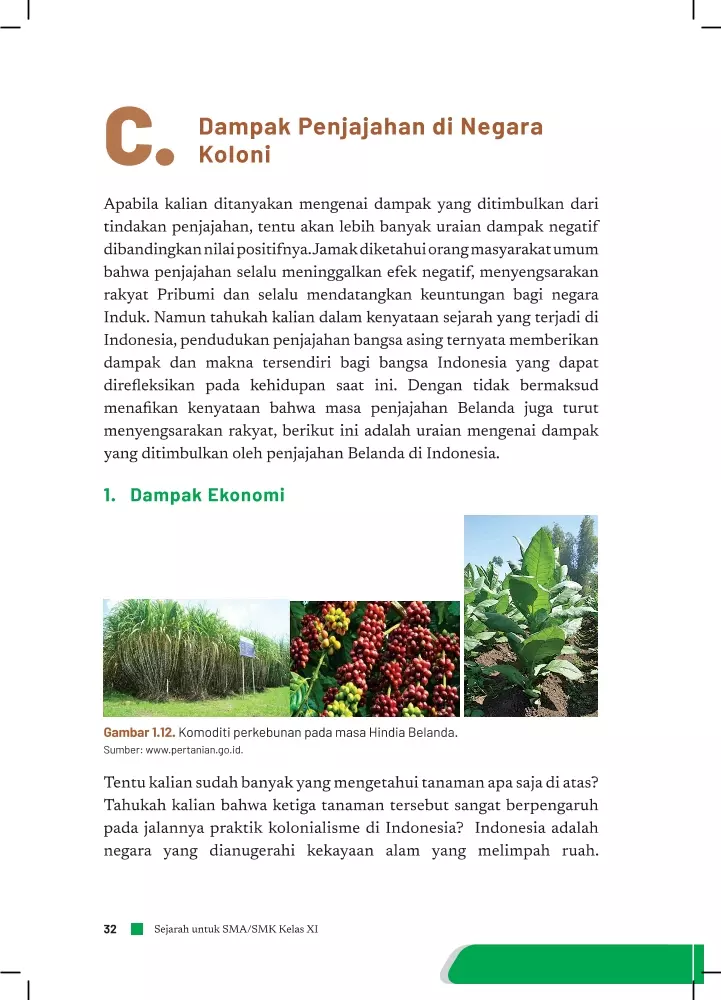 C.
Dampak Penjajahan di Negara
Koloni
Apabila kalian ditanyakan mengenai dampak yang ditimbulkan dari
tindakan penjajahan, tentu akan lebih banyak uraian dampak negatif
dibandingkan nilai positifnya. Jamak diketahui orang masyarakat umum
bahwa penjajahan selalu meninggalkan efek negatif, menyengsarakan
rakyat Pribumi dan selalu mendatangkan keuntungan bagi negara
Induk. Namun tahukah kalian dalam kenyataan sejarah yang terjadi di
Indonesia, pendudukan penjajahan bangsa asing ternyata memberikan
dampak dan makna tersendiri bagi bangsa Indonesia yang dapat
direfleksikan pada kehidupan saat ini. Dengan tidak bermaksud
menafikan kenyataan bahwa masa penjajahan Belanda juga turut
menyengsarakan rakyat, berikut ini adalah uraian mengenai dampak
yang ditimbulkan oleh penjajahan Belanda di Indonesia.
1. Dampak Ekonomi
Gambar 1.12. Komoditi perkebunan pada masa Hindia Belanda.
Sumber: www.pertanian.go.id.
Tentu kalian sudah banyak yang mengetahui tanaman apa saja di atas?
Tahukah kalian bahwa ketiga tanaman tersebut sangat berpengaruh
pada jalannya praktik kolonialisme di Indonesia? Indonesia adalah
negara yang dianugerahi kekayaan alam yang melimpah ruah.
32 Sejarah untuk SMA/SMK Kelas XI